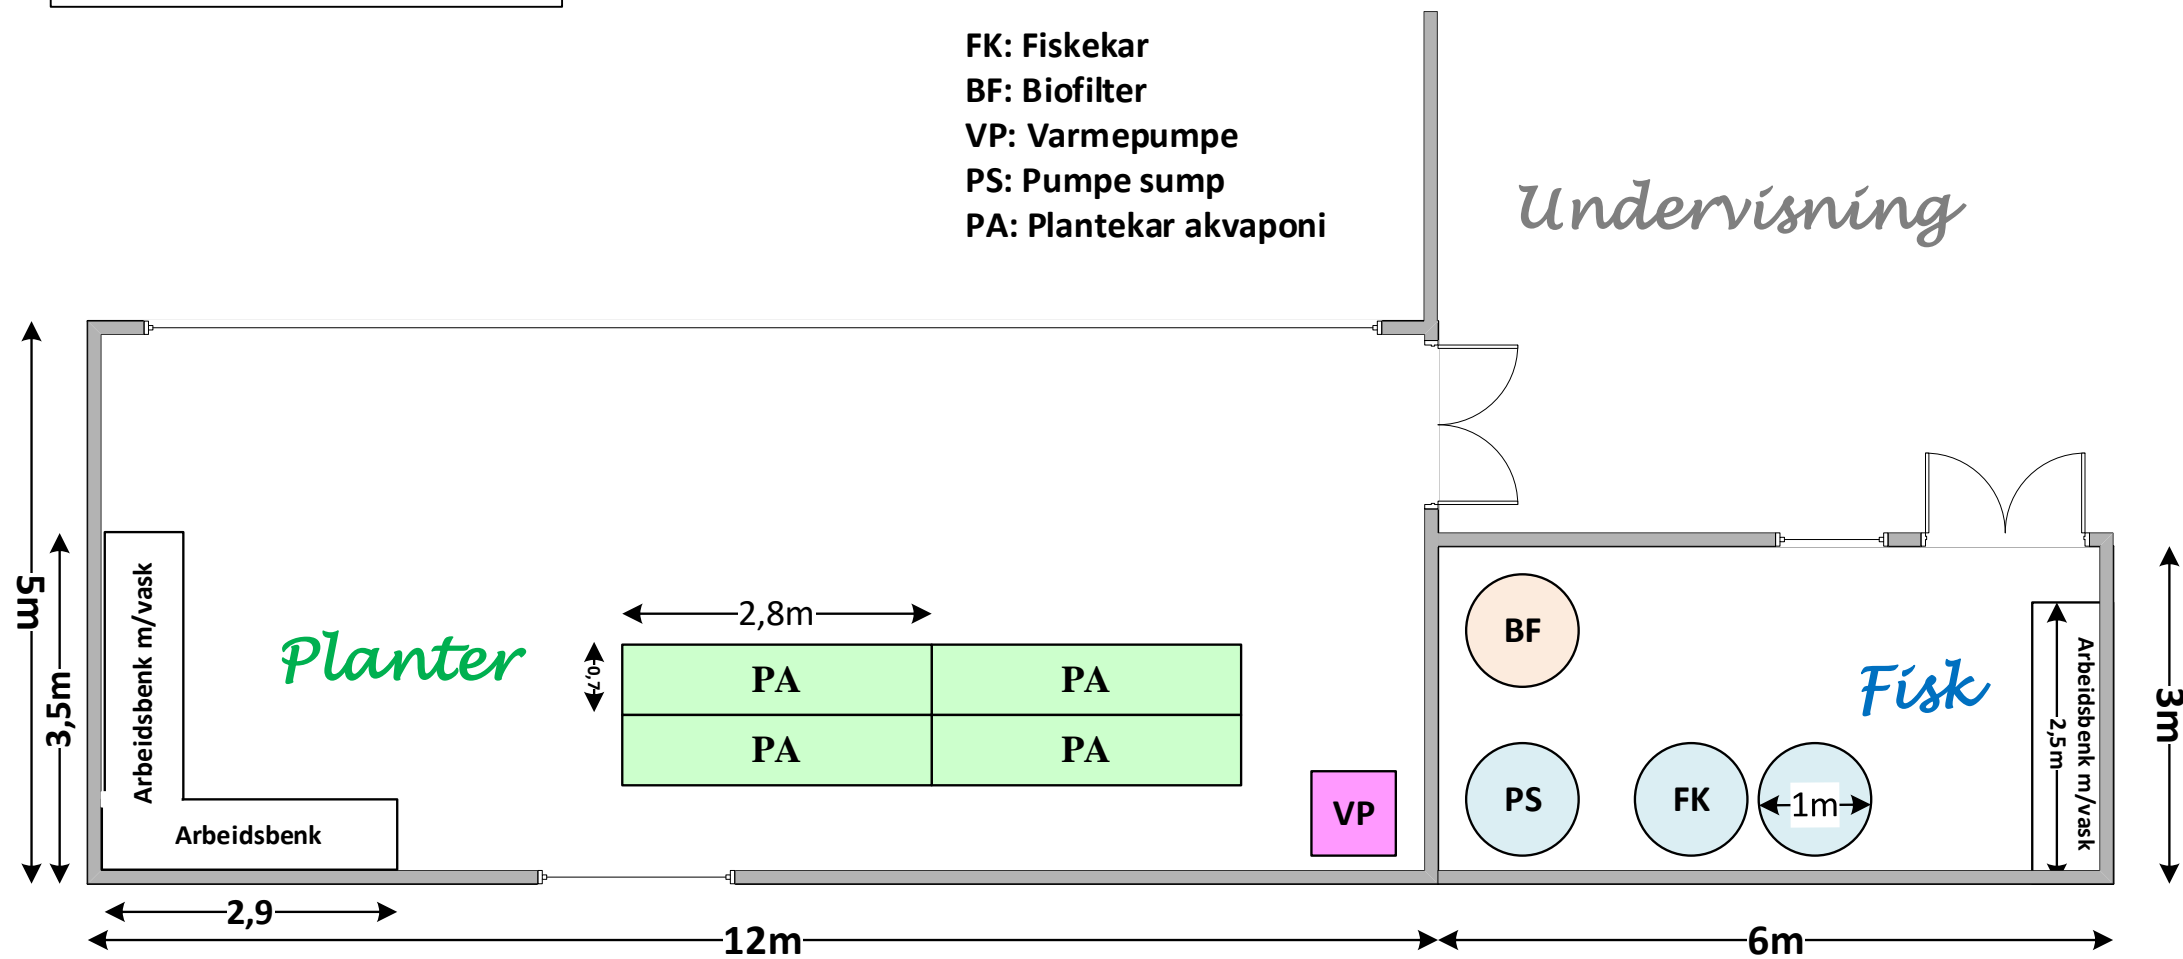 FK: Fiskekar
BF: Biofilter
VP: Varmepumpe
PS: Pumpe sump
PA: Plantekar akvaponi
Undervisning
5m
3,5m
Arbeidsbenk m/vask
Arbeidsbenk
Planter
2,8m
0,7
PA
PA
PA
PA
VP
BF
PS
FK
1m
Fisk
2,5m
Arbeidsbenk m/vask
3m
2,9
12m
6m